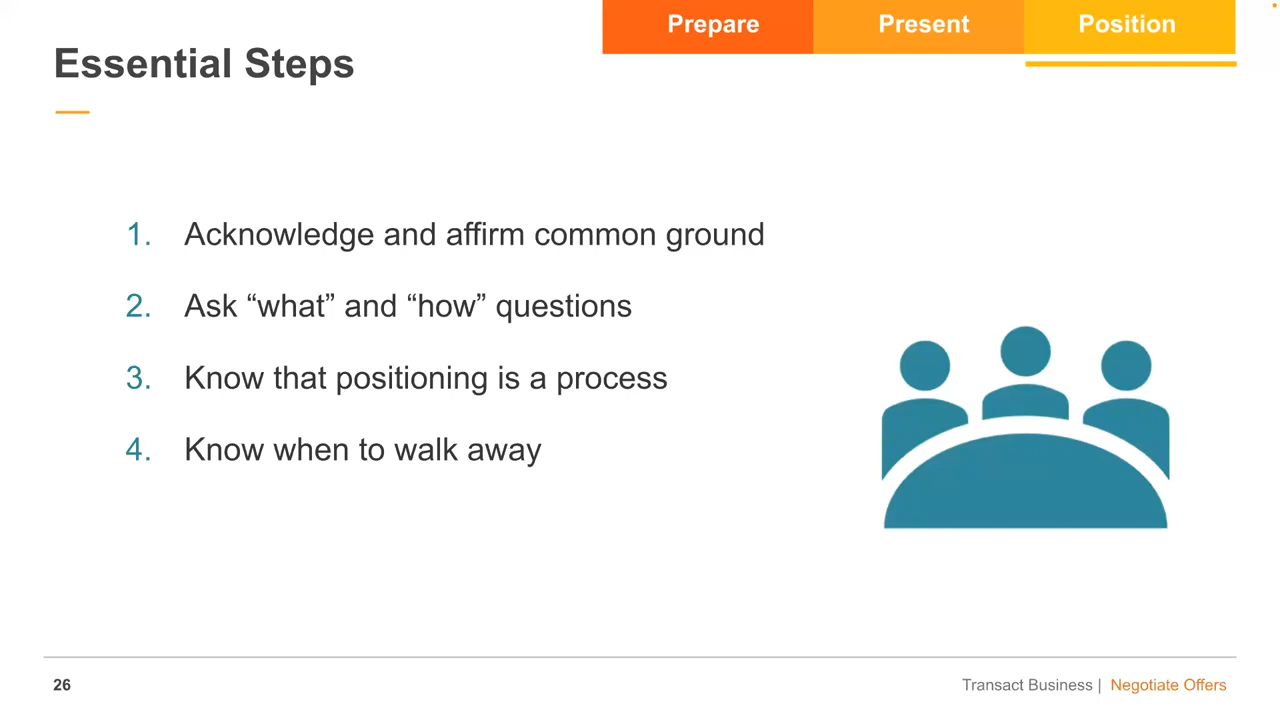 Prepare Present Position
Essential Steps
1. Acknowledge and affirm common ground
2. Ask “what” and “how” questions
3. Know that positioning is a process
4. Know when to walk away
26 Transact Business | Negotiate Offers